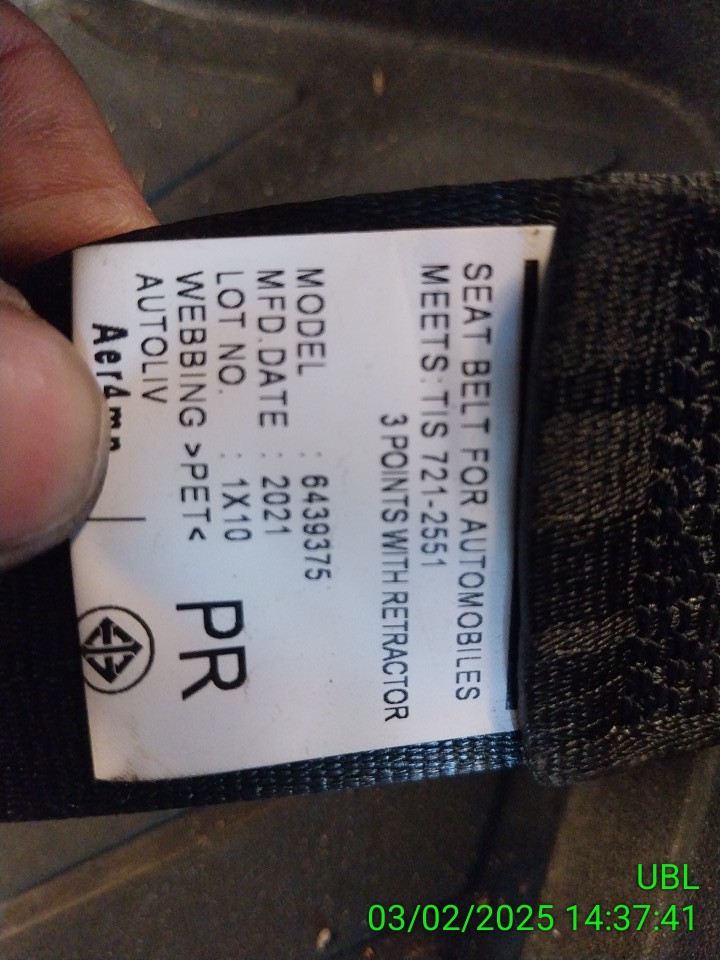 SEAT BELT FOR AUTOMOBILES
MEETS: TIS 721-2551
3 POINTS WITH RETRACTOR
MODEL : 6439375
MFD.DATE : 2021
LOT NO. : 1X10
WEBBING >PET< PR
AUTOLIV
UBL
03/02/2025 14:37:41